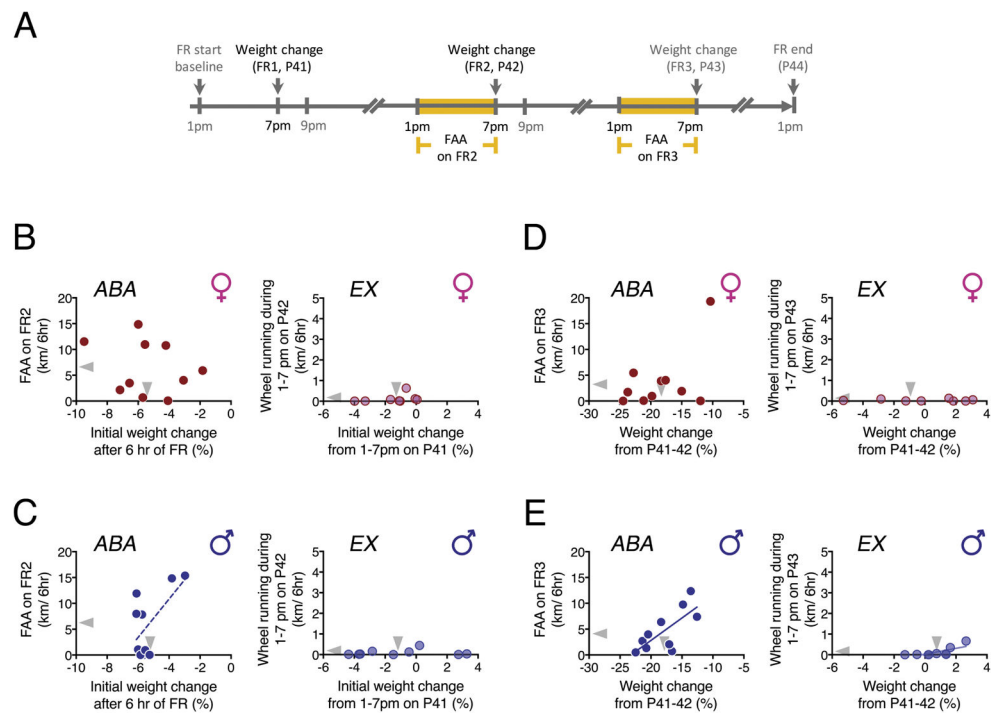 A
FR start
baseline
Weight change
(FR1, P41)
Weight change
(FR2, P42)
Weight change
(FR3, P43)
FR end
(P44)
1pm
7pm
9pm
1pm
7pm
9pm
1pm
7pm
1pm
FAA
on FR2
FAA
on FR3
B
ABA
FAA on FR2
(km/ 6hr)
20
15
10
5
0
-10
-8
-6
-4
-2
0
Initial weight change
after 6 hr of FR (%)
EX
Wheel running during
1-7 pm on P42
(km/ 6hr)
5
4
3
2
1
0
-6
-4
-2
0
2
4
Initial weight change
from 1-7pm on P41 (%)
D
ABA
FAA on FR3
(km/ 6hr)
20
15
10
5
0
-30
-25
-20
-15
-10
-5
Weight change
from P41-42 (%)
EX
Wheel running during
1-7 pm on P43
(km/ 6hr)
5
4
3
2
1
0
-6
-4
-2
0
2
4
Weight change
from P41-42 (%)
C
ABA
FAA on FR2
(km/ 6hr)
20
15
10
5
0
-10
-8
-6
-4
-2
0
Initial weight change
after 6 hr of FR (%)
EX
Wheel running during
1-7 pm on P42
(km/ 6hr)
5
4
3
2
1
0
-6
-4
-2
0
2
4
Initial weight change
from 1-7pm on P41 (%)
E
ABA
FAA on FR3
(km/ 6hr)
20
15
10
5
0
-30
-25
-20
-15
-10
-5
Weight change
from P41-42 (%)
EX
Wheel running during
1-7 pm on P43
(km/ 6hr)
5
4
3
2
1
0
-6
-4
-2
0
2
4
Weight change
from P41-42 (%)